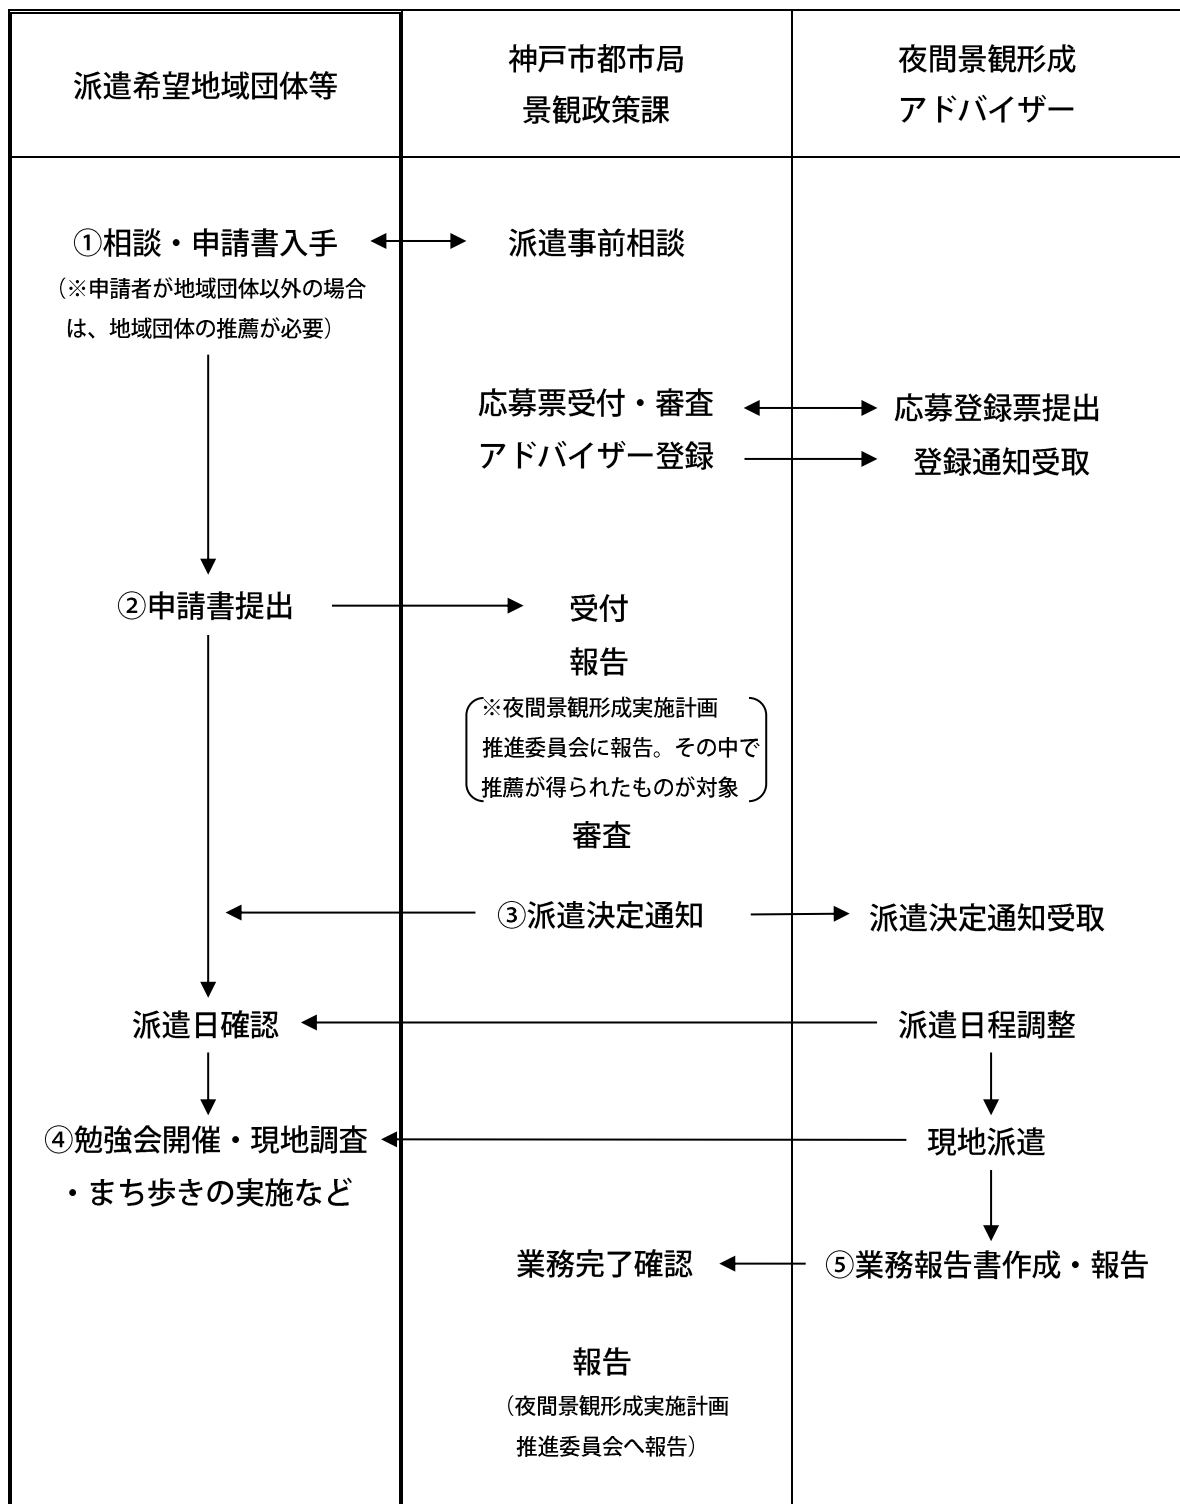 派遣希望地域団体等
神戸市都市局
景観政策課
夜間景観形成
アドバイザー
①相談・申請書入手
派遣事前相談
（※申請者が地域団体以外の場合
は、地域団体の推薦が必要）
応募票受付・審査
応募登録票提出
アドバイザー登録
登録通知受取
②申請書提出
受付
報告
※夜間景観形成実施計画
推進委員会に報告。その中で
推薦が得られたものが対象
審査
③派遣決定通知
派遣決定通知受取
派遣日確認
派遣日程調整
④勉強会開催・現地調査
・まち歩きの実施など
現地派遣
業務完了確認
⑤業務報告書作成・報告
報告
（夜間景観形成実施計画
推進委員会へ報告）